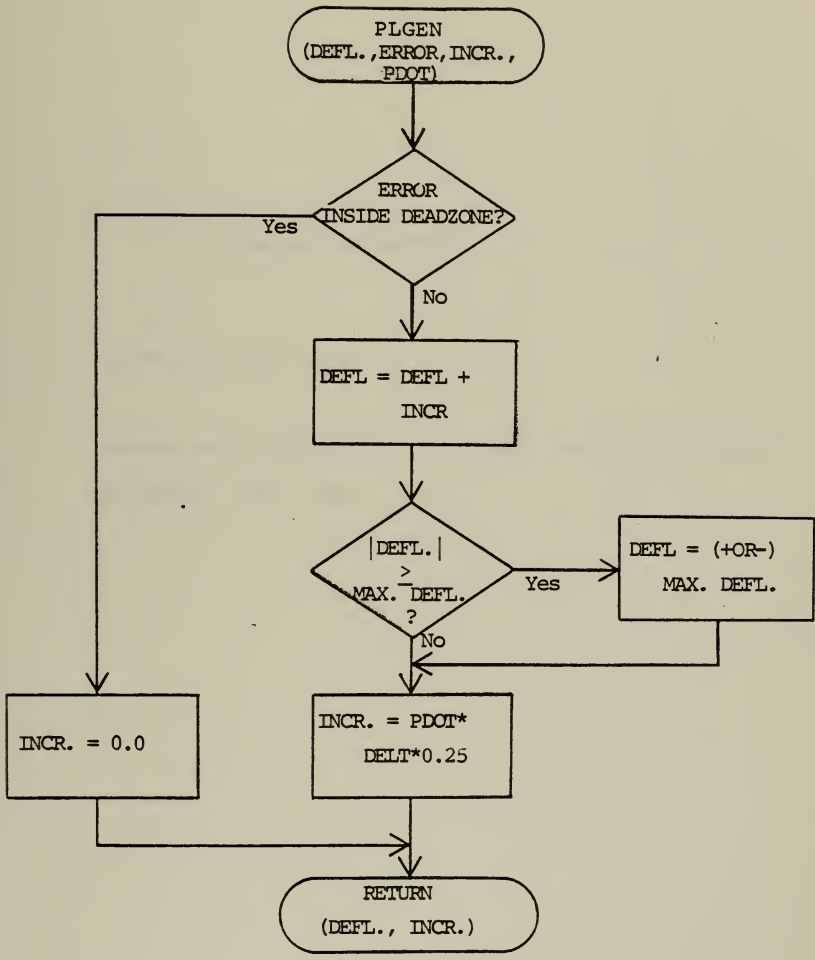 PLGEN
(DEFL.,ERROR,INCR.,
PDOT)
ERROR
INSIDE DEADZONE?
Yes
No
DEFL = DEFL +
INCR
|DEFL.|
≥
MAX. DEFL.
?
Yes
No
DEFL = (+OR-)
MAX. DEFL.
INCR. = 0.0
INCR. = PDOT*
DELT*0.25
RETURN
(DEFL., INCR.)